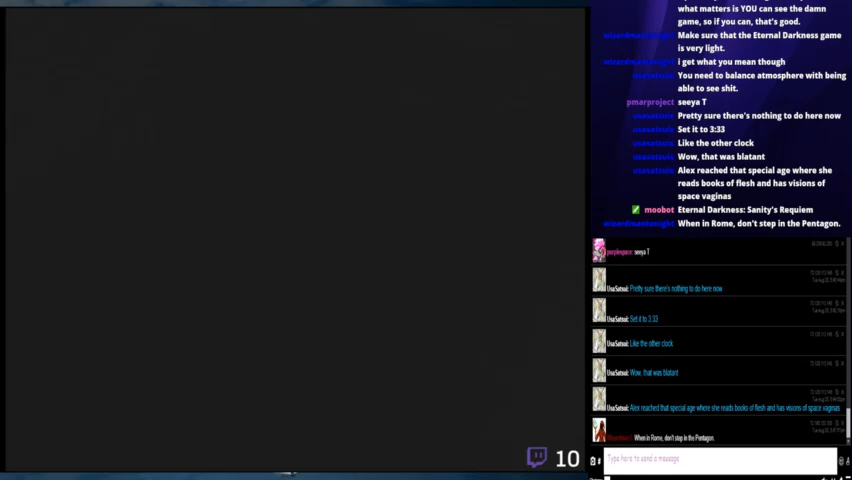 what matters is YOU can see the damn
game, so if you can, that's good.
Make sure that the Eternal Darkness game
is very light.
i get what you mean though
usasatsuis You need to balance atmosphere with being
able to see shit.
pmarproject seeya T
Pretty sure there's nothing to do here now
Set it to 3:33
Like the other clock
Wow, that was blatant
Alex reached that special age where she
reads books of flesh and has visions of
space vaginas
moobot Eternal Darkness: Sanity's Requiem
When in Rome, don't step in the Pentagon.
purplespace: seeya T
UsaSatsui: Pretty sure there's nothing to do here now
UsaSatsui: Set it to 3:33
UsaSatsui: Like the other clock
UsaSatsui: Wow, that was blatant
UsaSatsui: Alex reached that special age where she reads books of flesh and has visions of space vaginas
When in Rome, don't step in the Pentagon.
10
Type here to send a message